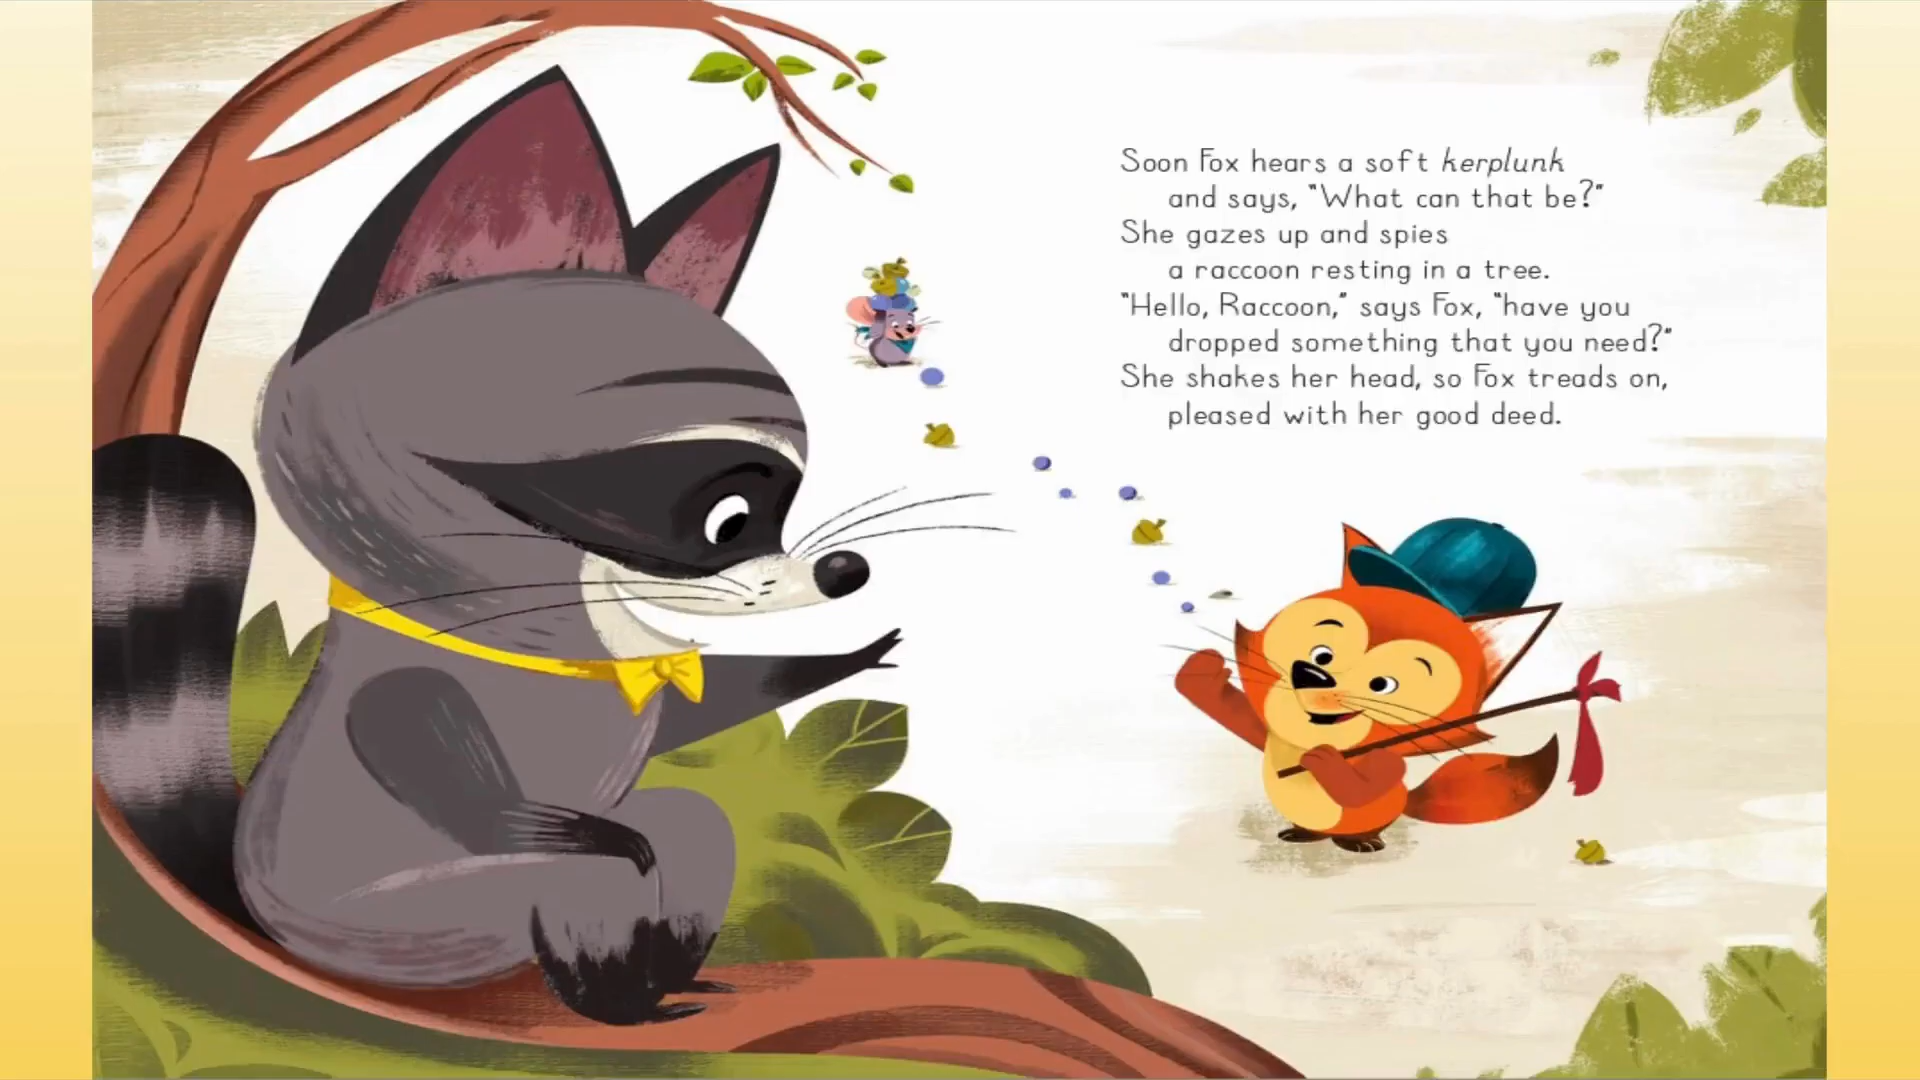 Soon Fox hears a soft kerplunk
and says, "What can that be?"
She gazes up and spies
a raccoon resting in a tree.
"Hello, Raccoon," says Fox, "have you
dropped something that you need?"
She shakes her head, so Fox treads on,
pleased with her good deed.